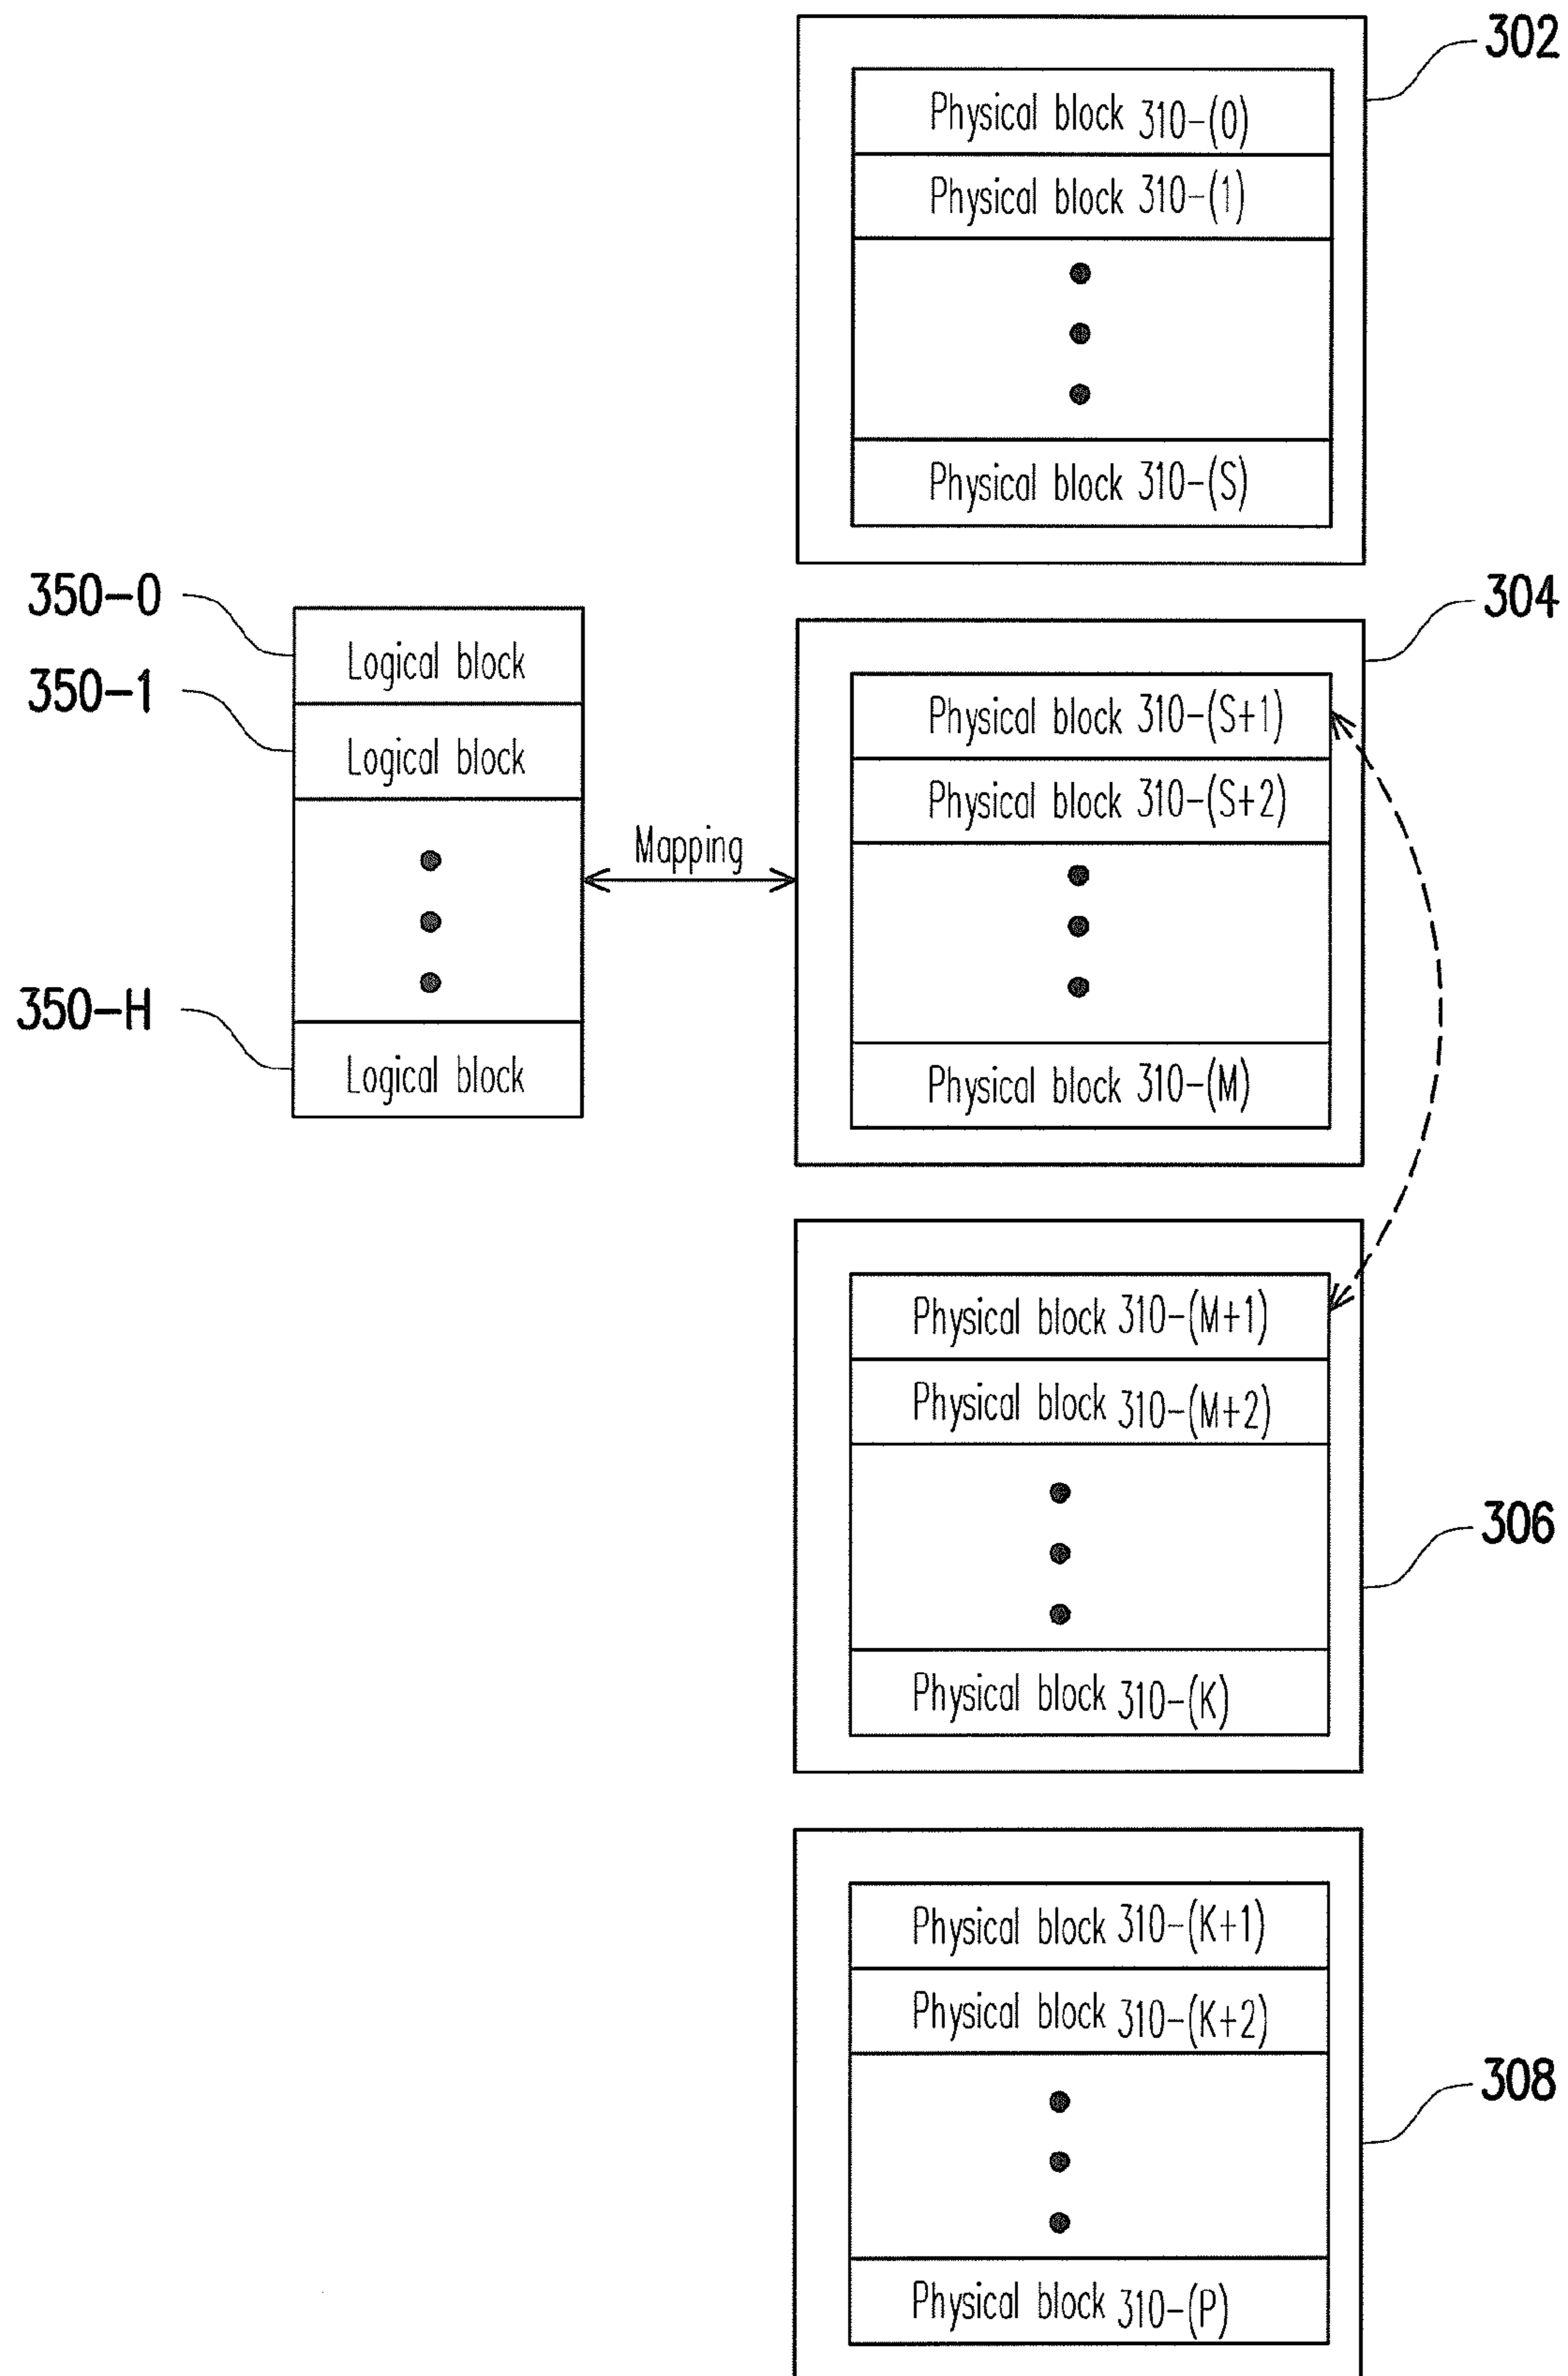 302
Physical block 310-(0)
Physical block 310-(1)
Physical block 310-(S)
350-0
Logical block
350-1
Logical block
350-H
Logical block
Mapping
304
Physical block 310-(S+1)
Physical block 310-(S+2)
Physical block 310-(M)
Physical block 310-(M+1)
Physical block 310-(M+2)
306
Physical block 310-(K)
Physical block 310-(K+1)
Physical block 310-(K+2)
308
Physical block 310-(P)